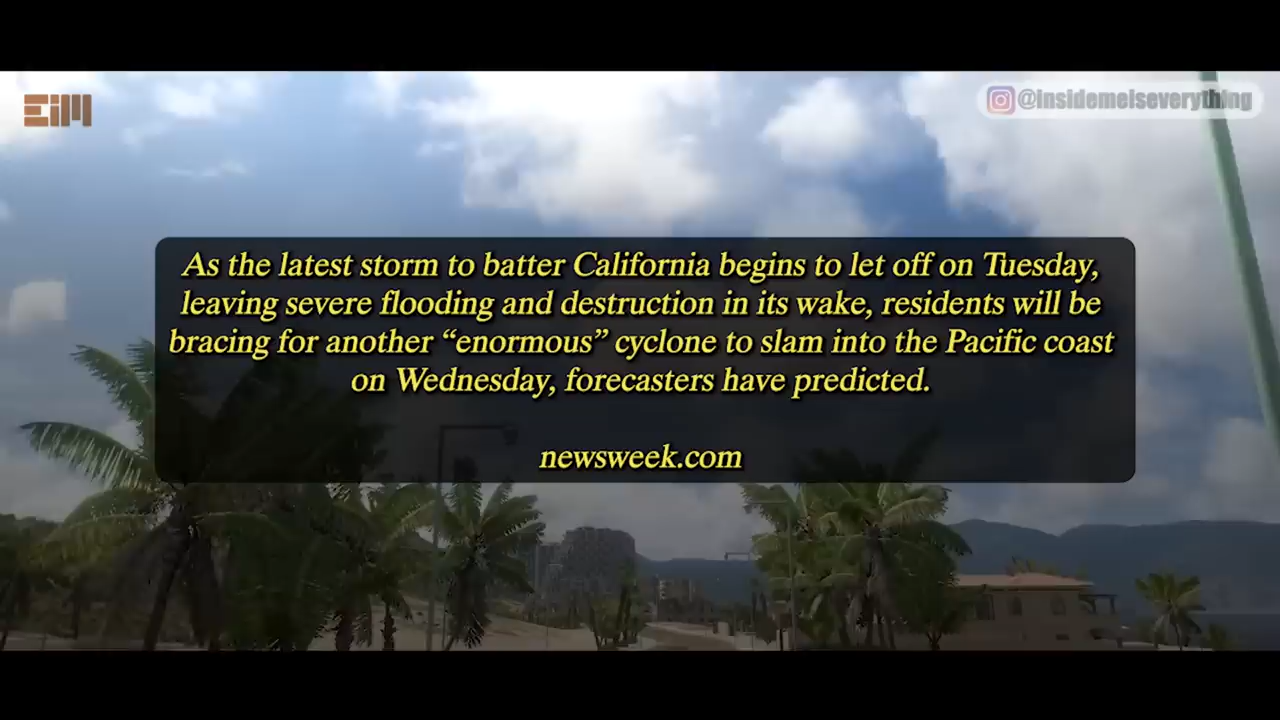 EiM
@insidemeiseverything
As the latest storm to batter California begins to let off on Tuesday,
leaving severe flooding and destruction in its wake, residents will be
bracing for another “enormous” cyclone to slam into the Pacific coast
on Wednesday, forecasters have predicted.
newsweek.com